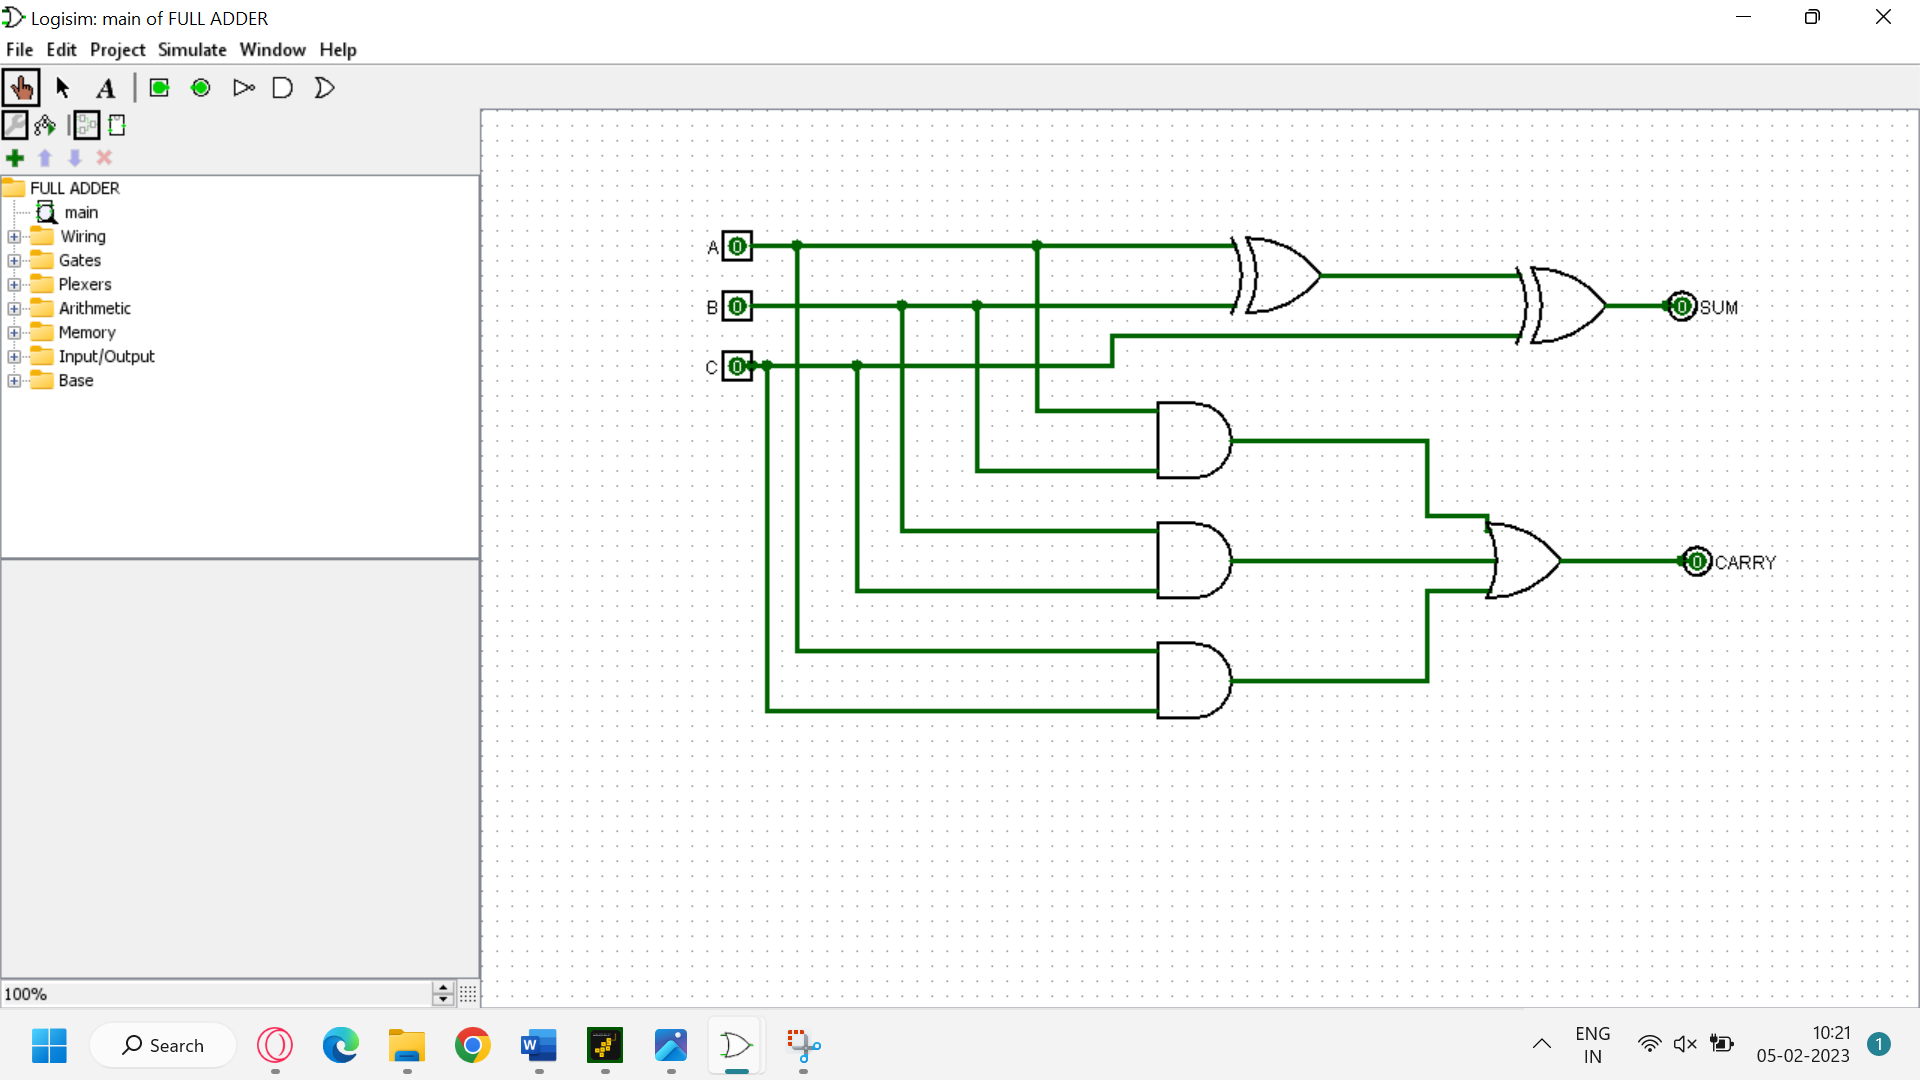 Logisim: main of FULL ADDER
File Edit Project Simulate Window Help
A
FULL ADDER
main
Wiring
Gates
Plexers
Arithmetic
Memory
Input/Output
Base
100%
A 0
B 0
C 0
0 SUM
0 CARRY
Search
W
ENG
IN
10:21
05-02-2023
1